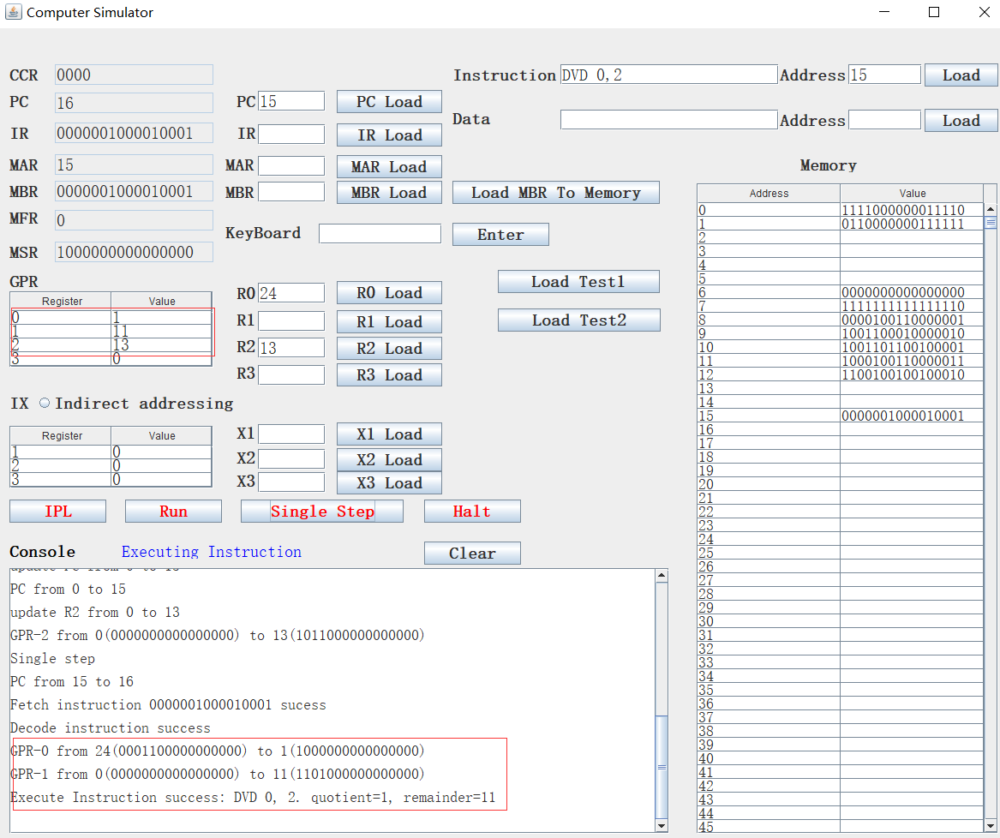 Computer Simulator
CCR 0000 Instruction DVD 0,2 Address 15 Load
PC 16 PC 15 PC Load
Data Address Load
IR 0000001000010001 IR IR Load
MAR 15 MAR MAR Load Memory
MBR 0000001000010001 MBR MBR Load Load MBR To Memory
MFR 0
KeyBoard Enter
MSR 1000000000000000
GPR
Register Value
0 1
1 11
2 13
3 0
R0 24 R0 Load
R1 R1 Load
R2 13 R2 Load
R3 R3 Load
Load Test1
Load Test2
IX Indirect addressing
Register Value
1 0
2 0
3 0
X1 X1 Load
X2 X2 Load
X3 X3 Load
IPL Run Single Step Halt
Console Executing Instruction Clear
PC from 0 to 15
update R2 from 0 to 13
GPR-2 from 0(0000000000000000) to 13(1011000000000000)
Single step
PC from 15 to 16
Fetch instruction 0000001000010001 sucess
Decode instruction success
GPR-0 from 24(0001100000000000) to 1(1000000000000000)
GPR-1 from 0(0000000000000000) to 11(1101000000000000)
Execute Instruction success: DVD 0, 2. quotient=1, remainder=11
Address Value
0 1111000000011110
1 0110000000111111
2
3
4
5
6 0000000000000000
7 1111111111111110
8 0000100110000001
9 1001100010000010
10 1001101100100001
11 1000100110000011
12 1100100100100010
13
14
15 0000001000010001
16
17
18
19
20
21
22
23
24
25
26
27
28
29
30
31
32
33
34
35
36
37
38
39
40
41
42
43
44
45